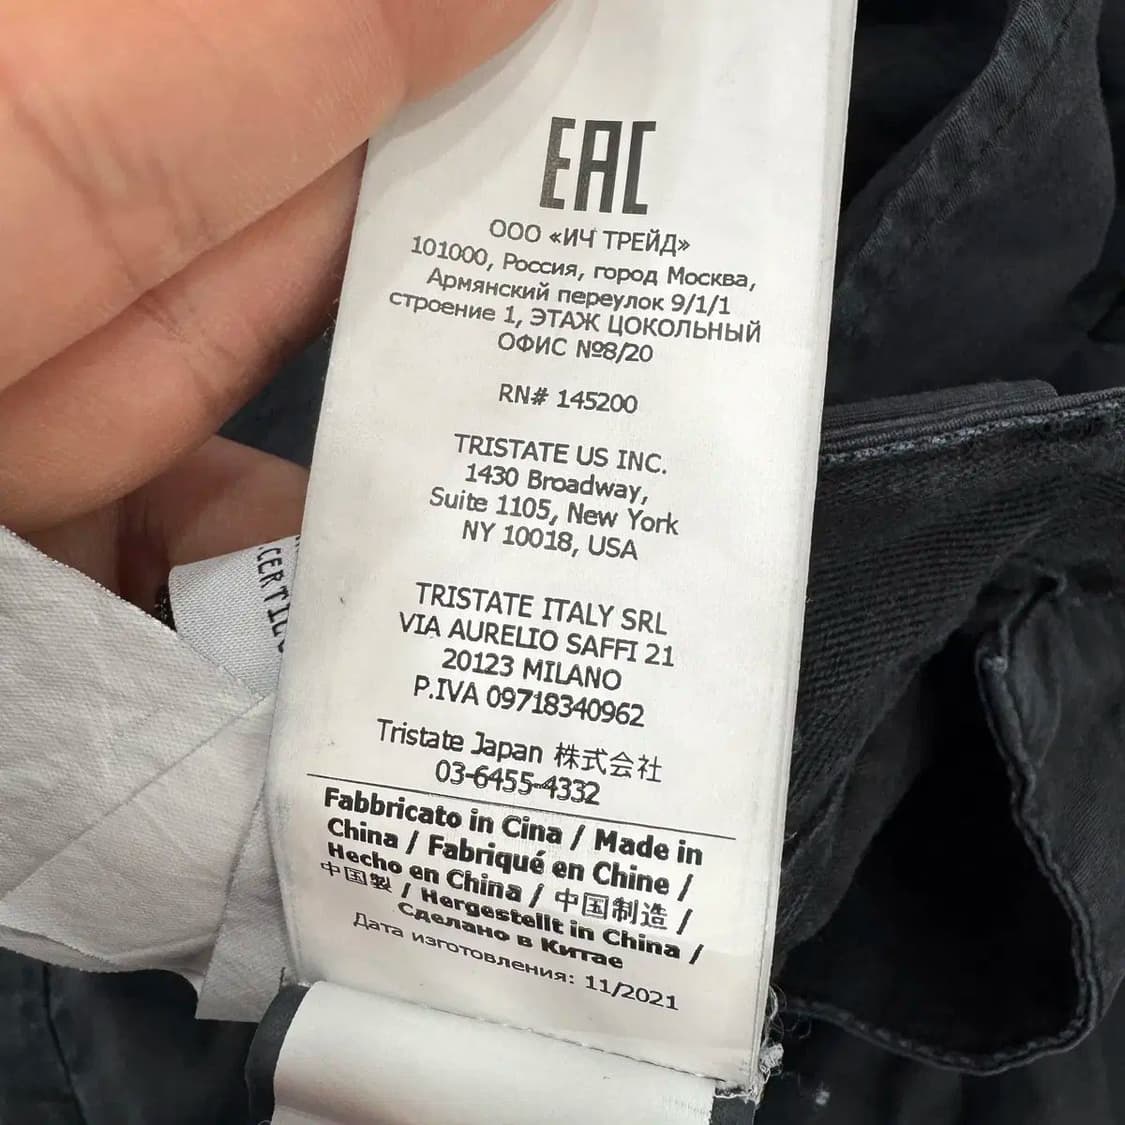 EAC
ООО «ИЧ ТРЕЙД»
101000, Россия, город Москва,
Армянский переулок 9/1/1
строение 1, ЭТАЖ ЦОКОЛЬНЫЙ
ОФИС №8/20
RN# 145200
TRISTATE US INC.
1430 Broadway,
Suite 1105, New York
NY 10018, USA
TRISTATE ITALY SRL
VIA AURELIO SAFFI 21
20123 MILANO
P.IVA 09718340962
Tristate Japan 株式会社
03-6455-4332
Fabbricato in Cina / Made in
China / Fabriqué en Chine /
Hecho en China / 中国制造 /
中国製 / Hergestellt in China /
Сделано в Китае
Дата изготовления: 11/2021